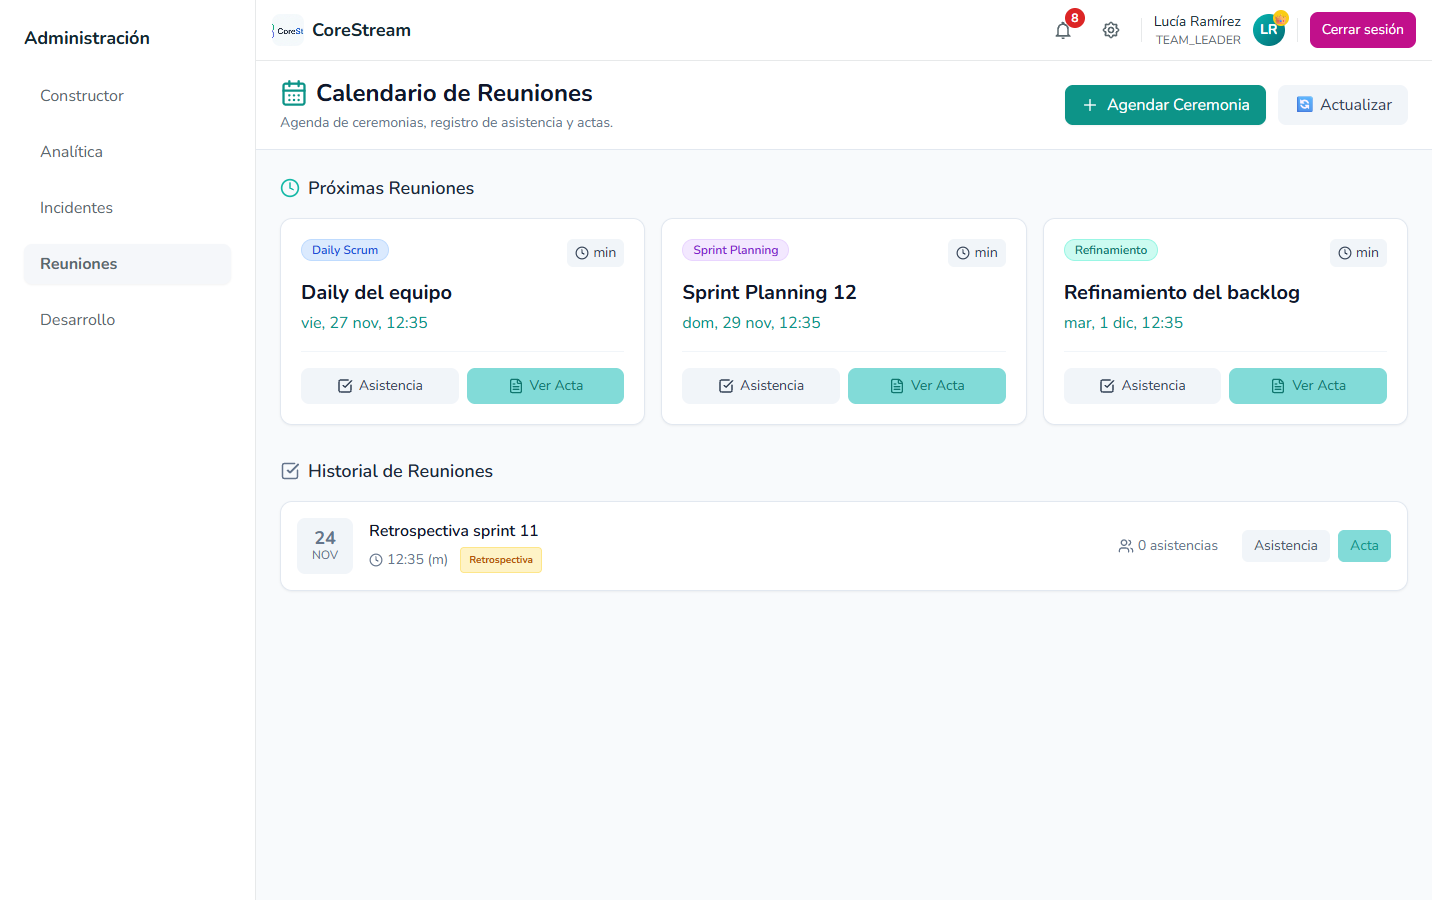 Administración
Constructor
Analítica
Incidentes
Reuniones
Desarrollo
CoreSt
CoreStream
8
Lucía Ramírez
TEAM_LEADER
LR
Cerrar sesión
Calendario de Reuniones
Agenda de ceremonias, registro de asistencia y actas.
Agendar Ceremonia
Actualizar
Próximas Reuniones
Daily Scrum
min
Daily del equipo
vie, 27 nov, 12:35
Asistencia
Ver Acta
Sprint Planning
min
Sprint Planning 12
dom, 29 nov, 12:35
Asistencia
Ver Acta
Refinamiento
min
Refinamiento del backlog
mar, 1 dic, 12:35
Asistencia
Ver Acta
Historial de Reuniones
24
NOV
Retrospectiva sprint 11
12:35 (m)
Retrospectiva
0 asistencias
Asistencia
Acta